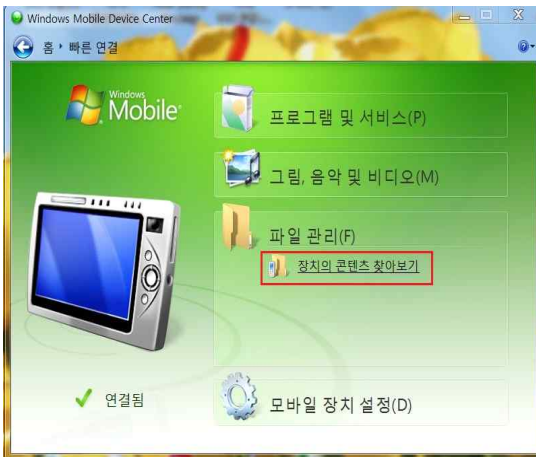 Windows Mobile Device Center
홈 ▸ 빠른 연결
Windows
Mobile
프로그램 및 서비스(P)
그림, 음악 및 비디오(M)
파일 관리(F)
장치의 콘텐츠 찾아보기
연결됨
모바일 장치 설정(D)